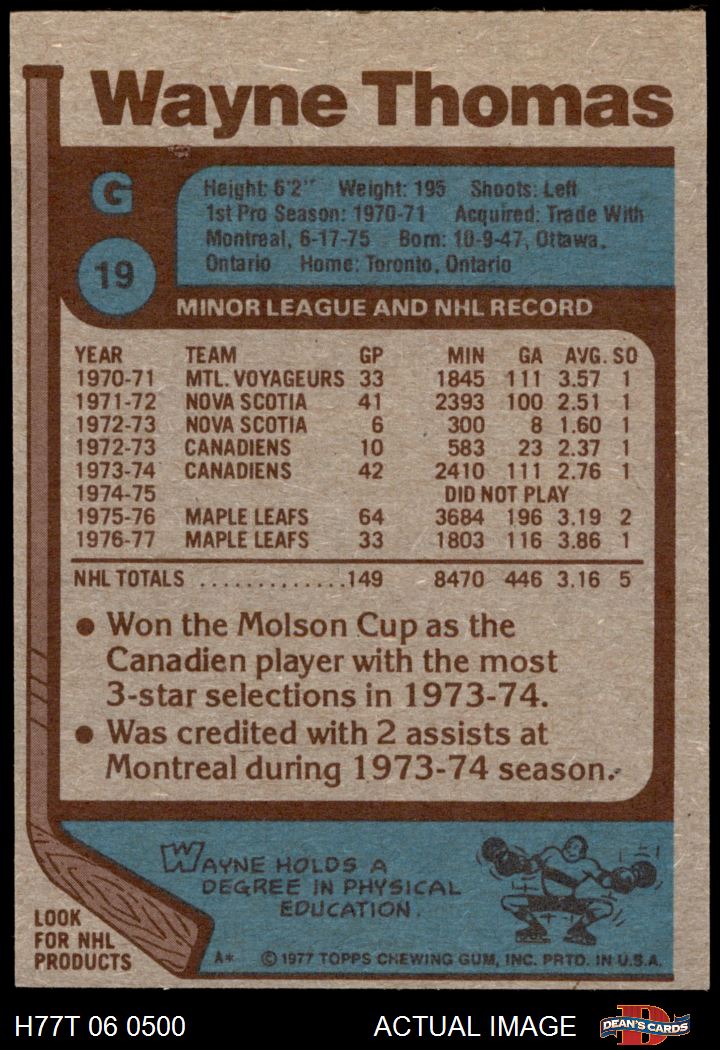 Wayne Thomas
G
19
Height: 6'2" Weight: 195 Shoots: Left
1st Pro Season: 1970-71 Acquired: Trade With
Montreal, 6-17-75 Born: 10-9-47, Ottawa,
Ontario Home: Toronto, Ontario
MINOR LEAGUE AND NHL RECORD
YEAR TEAM GP MIN GA AVG. SO
1970-71 MTL. VOYAGEURS 33 1845 111 3.57 1
1971-72 NOVA SCOTIA 41 2393 100 2.51 1
1972-73 NOVA SCOTIA 6 300 8 1.60 1
1972-73 CANADIENS 10 583 23 2.37 1
1973-74 CANADIENS 42 2410 111 2.76 1
1974-75 DID NOT PLAY
1975-76 MAPLE LEAFS 64 3684 196 3.19 2
1976-77 MAPLE LEAFS 33 1803 116 3.86 1
NHL TOTALS .............149 8470 446 3.16 5
● Won the Molson Cup as the
Canadien player with the most
3-star selections in 1973-74.
● Was credited with 2 assists at
Montreal during 1973-74 season.
WAYNE HOLDS A
DEGREE IN PHYSICAL
EDUCATION.
LOOK
FOR NHL
PRODUCTS
A* © 1977 TOPPS CHEWING GUM, INC. PRTD. IN U.S.A.
H77T 06 0500 ACTUAL IMAGE DEAN'S CARDS